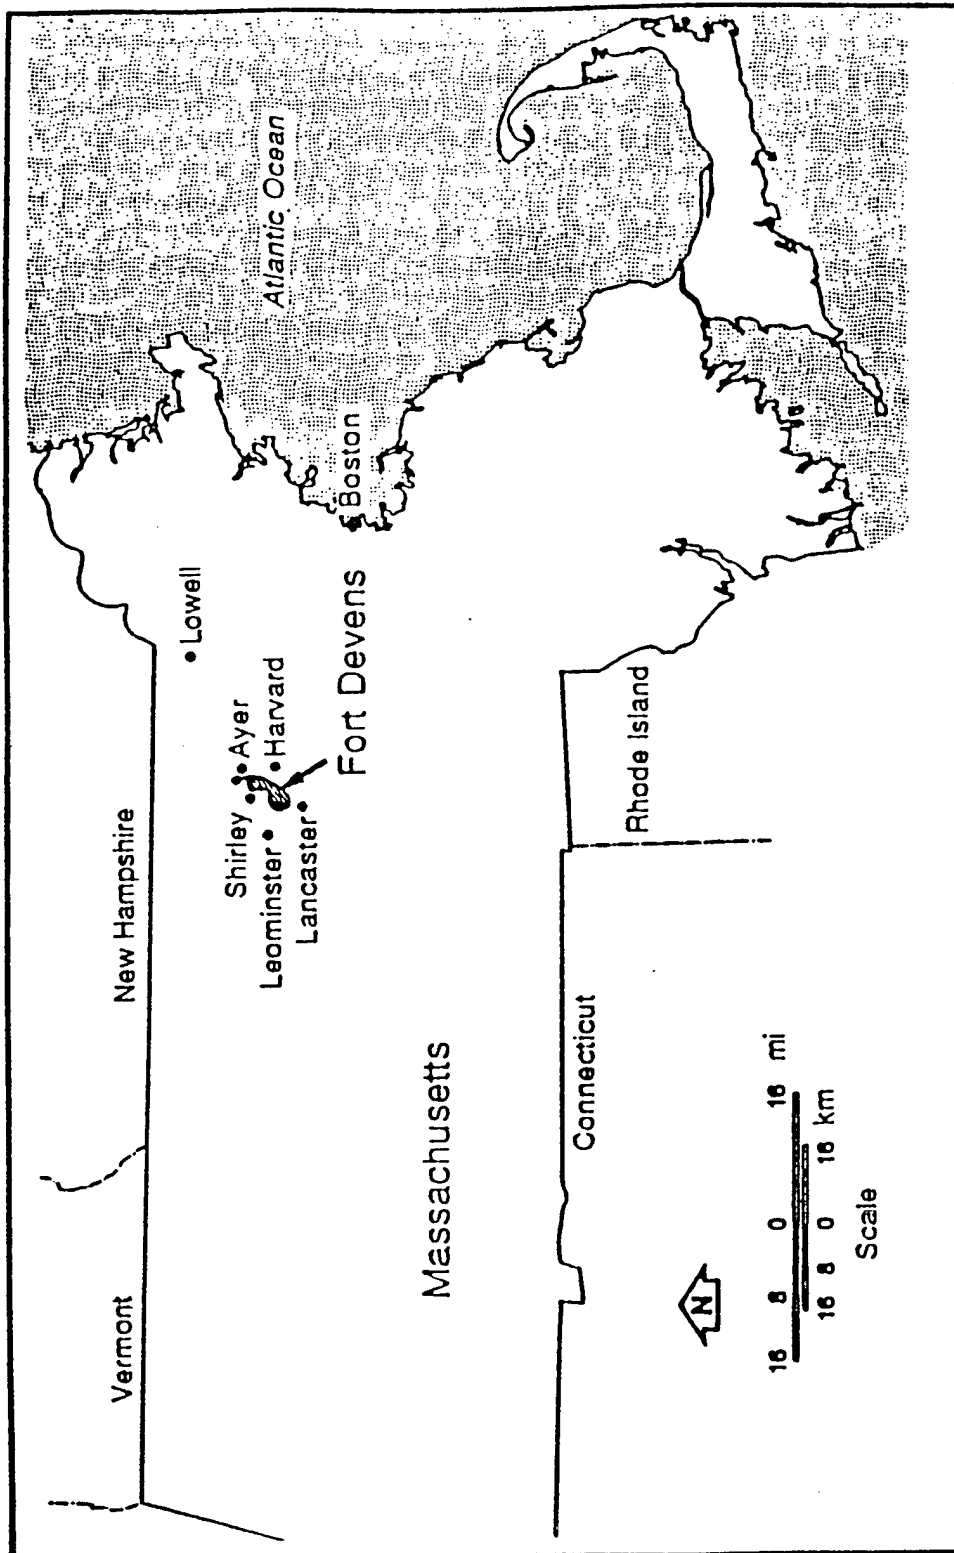 Vermont
New Hampshire
Atlantic Ocean
Lowell
Shirley
Ayer
Leominster
Harvard
Lancaster
Fort Devens
Boston
Massachusetts
Connecticut
Rhode Island
N
16 8 0 16 mi
16 8 0 16 km
Scale